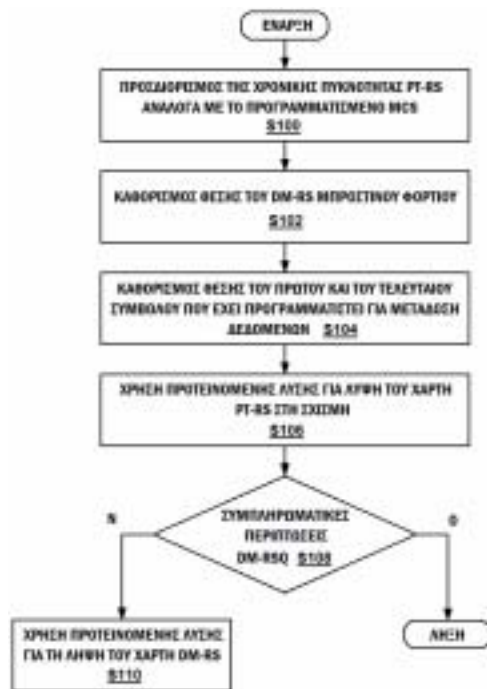 ΕΝΑΡΞΗ
ΠΡΟΣΔΙΟΡΙΣΜΟΣ ΤΗΣ ΧΡΟΝΙΚΗΣ ΠΥΚΝΟΤΗΤΑΣ PT-RS
ΑΝΑΛΟΓΑ ΜΕ ΤΟ ΠΡΟΓΡΑΜΜΑΤΙΣΜΕΝΟ MCS
S100
ΚΑΘΟΡΙΣΜΟΣ ΘΕΣΗΣ ΤΟΥ DM-RS ΜΠΡΟΣΤΙΝΟΥ ΦΟΡΤΙΟΥ
S102
ΚΑΘΟΡΙΣΜΟΣ ΘΕΣΗΣ ΤΟΥ ΠΡΩΤΟΥ ΚΑΙ ΤΟΥ ΤΕΛΕΥΤΑΙΟΥ
ΣΥΜΒΟΛΟΥ ΠΟΥ ΕΧΕΙ ΠΡΟΓΡΑΜΜΑΤΙΣΤΕΙ ΓΙΑ ΜΕΤΑΔΟΣΗ
ΔΕΔΟΜΕΝΩΝ S104
ΧΡΗΣΗ ΠΡΟΤΕΙΝΟΜΕΝΗΣ ΛΥΣΗΣ ΓΙΑ ΛΥΨΗ ΤΟΥ ΧΑΡΤΗ
PT-RS ΣΤΗ ΣΧΙΣΜΗ
S106
ΣΥΜΠΛΗΡΩΜΑΤΙΚΕΣ
ΠΕΡΙΠΤΩΣΕΙΣ
DM-RSQ S108
N
O
ΧΡΗΣΗ ΠΡΟΤΕΙΝΟΜΕΝΗΣ ΛΥΣΗΣ
ΓΙΑ ΤΗ ΛΗΨΗ ΤΟΥ ΧΑΡΤΗ DM-RS
S110
ΛΗΞΗ